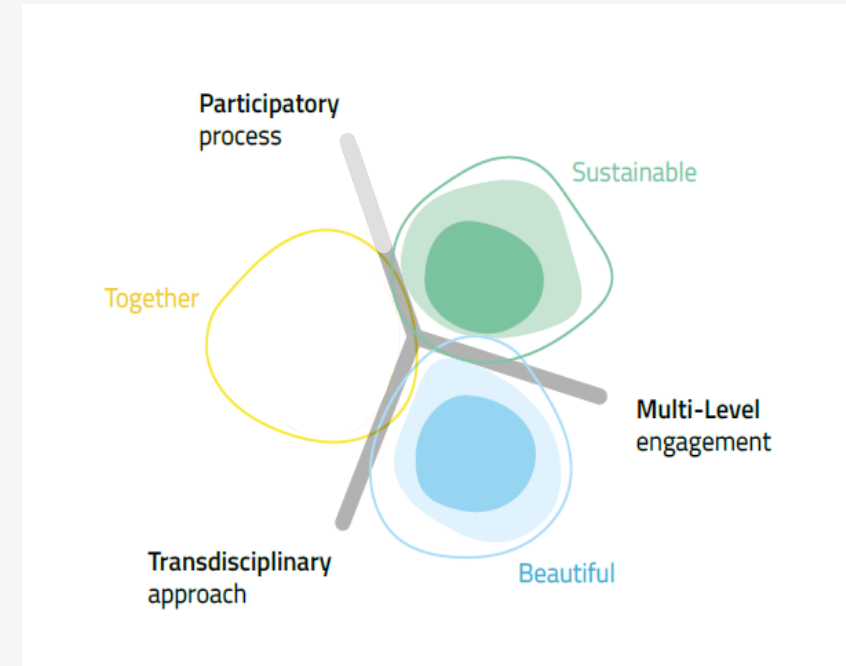 Participatory
process
Sustainable
Together
Multi-Level
engagement
Transdisciplinary
approach
Beautiful